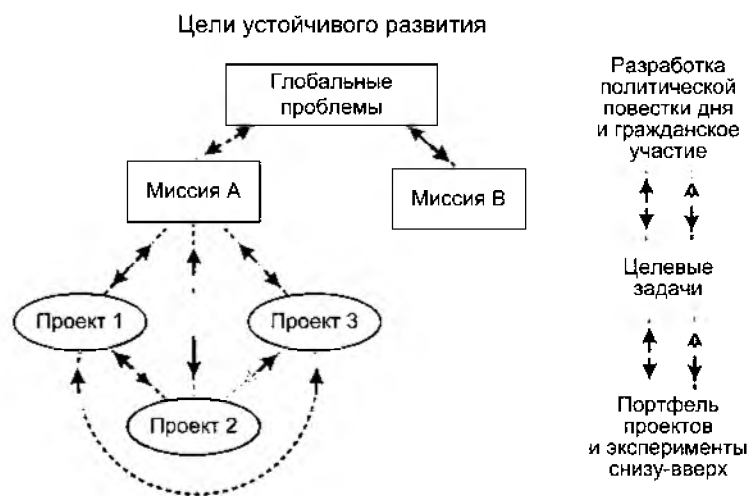 Цели устойчивого развития
Глобальные
проблемы
Миссия А
Миссия В
Проект 1
Проект 3
Проект 2
Разработка
политической
повестки дня
и гражданское
участие
Целевые
задачи
Портфель
проектов
и эксперименты
снизу-вверх